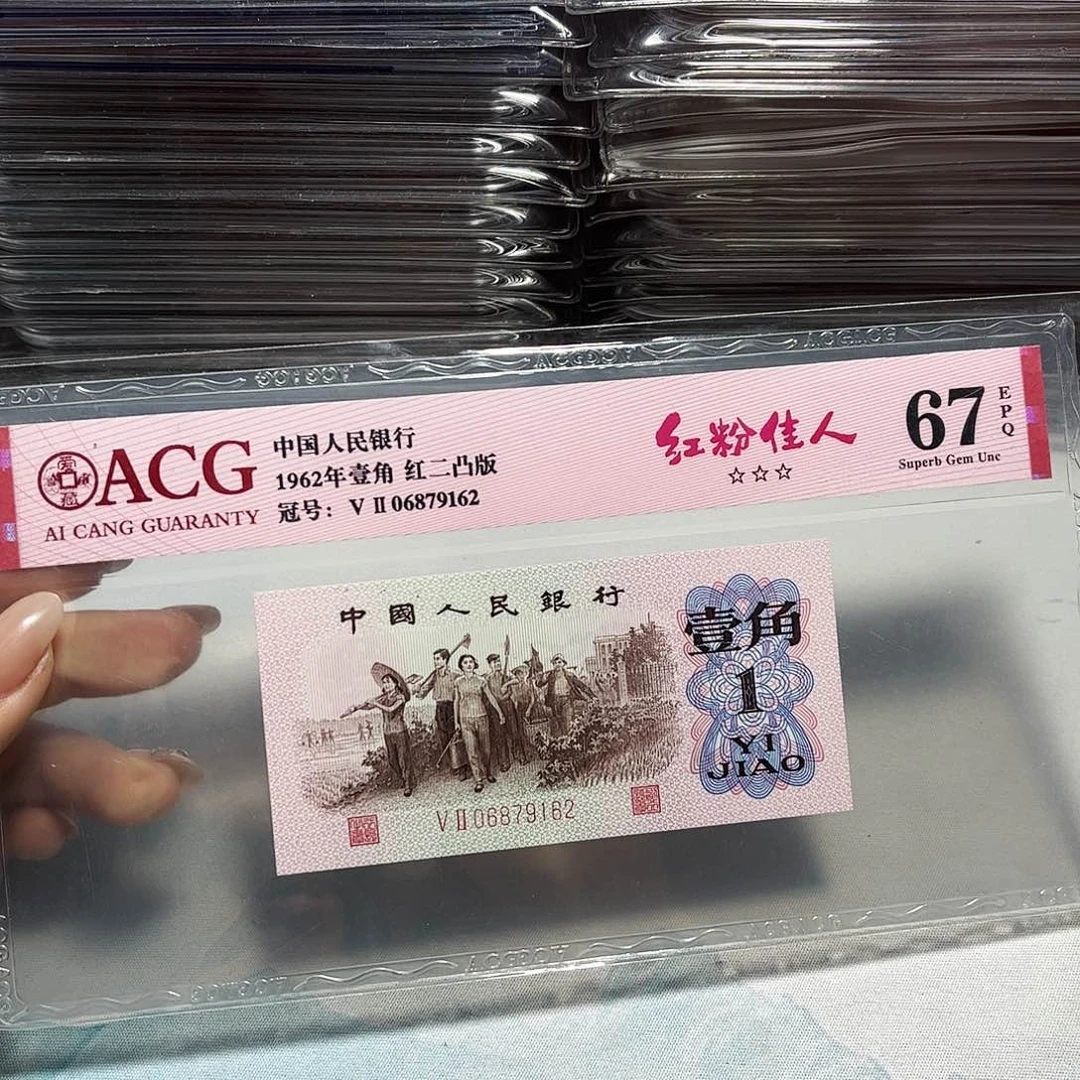 爱藏
ACG
AI CANG GUARANTY
中国人民银行
1962年壹角 红二凸版
冠号: V Ⅱ 06879162
红粉佳人
☆☆☆
67
EPQ
Superb Gem Unc
中國人民銀行
壹角
1
YI
JIAO
V Ⅱ 06879162